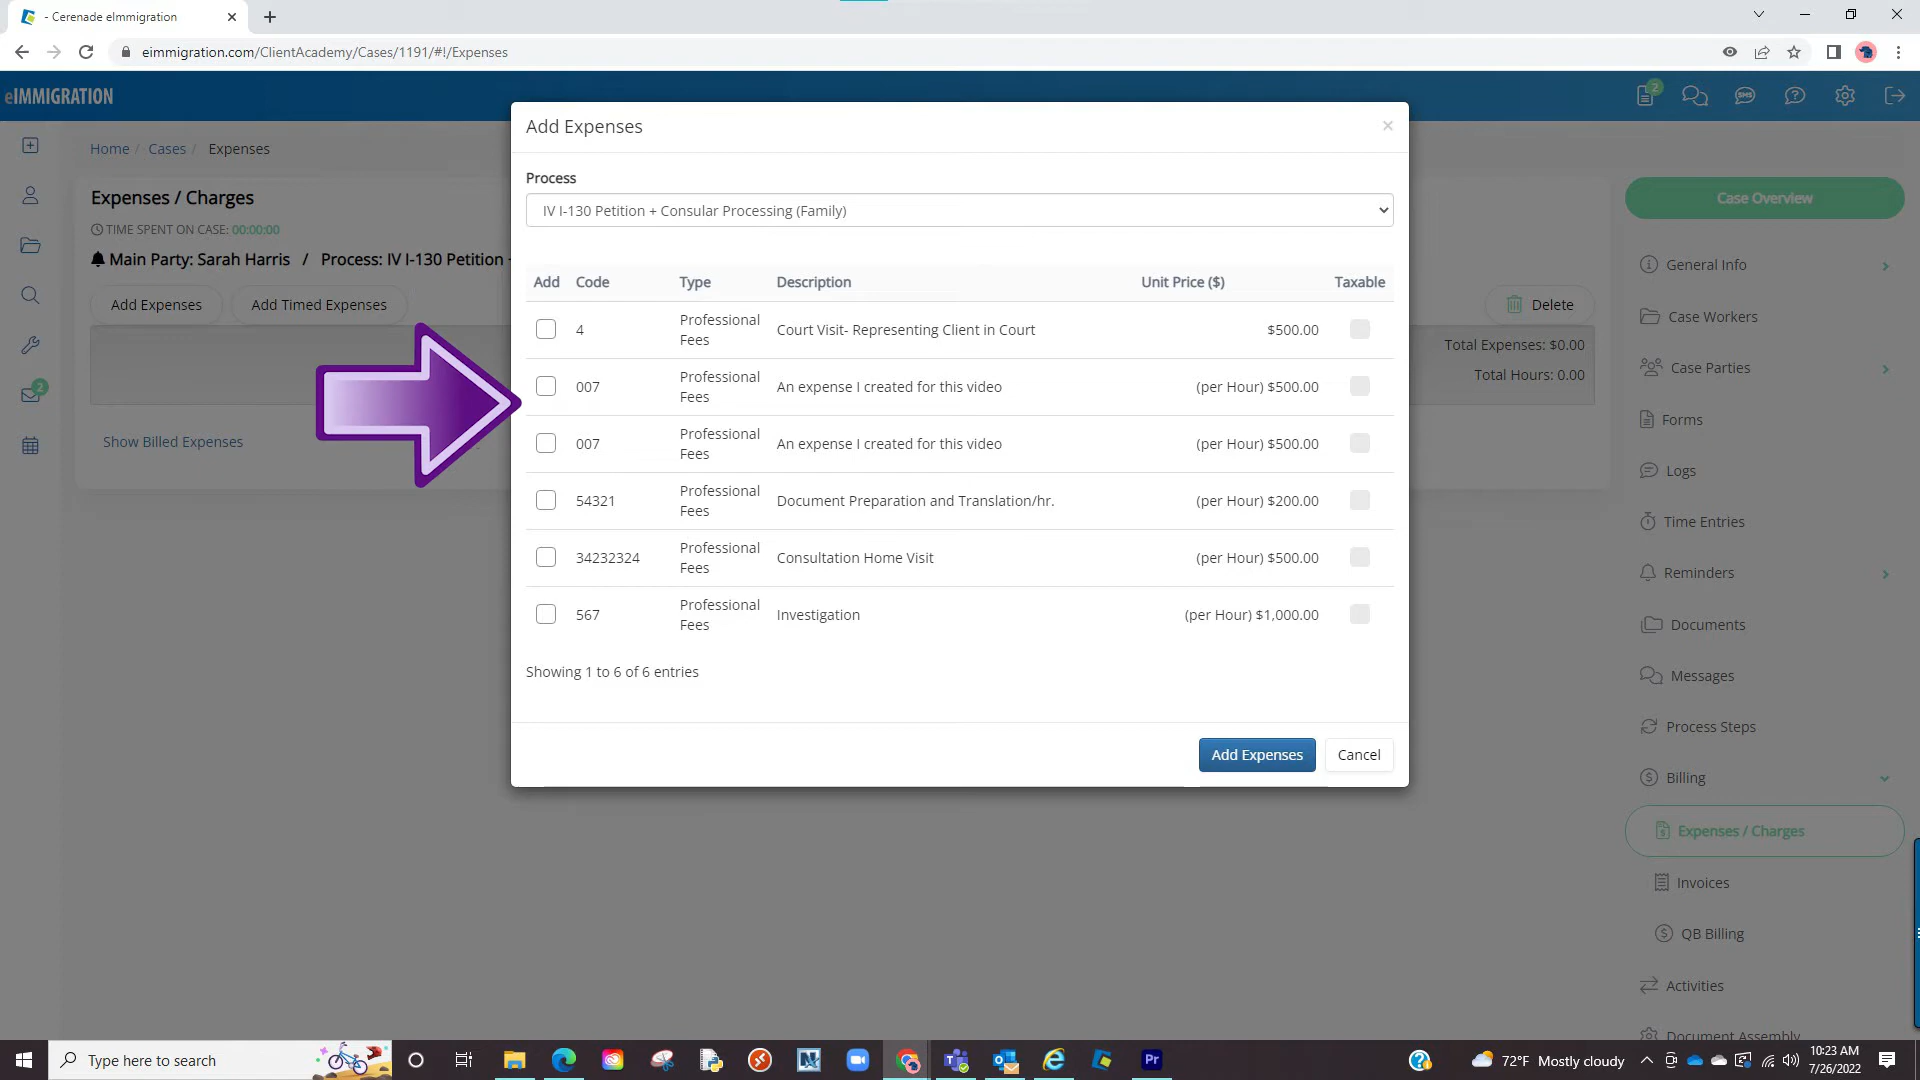 - Cerenade eImmigration
eimmigration.com/ClientAcademy/Cases/1191/#!/Expenses
eIMMIGRATION
2
SMS
Home / Cases / Expenses
Expenses / Charges
TIME SPENT ON CASE: 00:00:00
Main Party: Sarah Harris / Process: IV I-130 Petition
Add Expenses
Add Timed Expenses
Delete
Total Expenses: $0.00
Total Hours: 0.00
2
Show Billed Expenses
Add Expenses
Process
IV I-130 Petition + Consular Processing (Family)
Add Code Type Description Unit Price ($) Taxable
4 Professional Fees Court Visit- Representing Client in Court $500.00
007 Professional Fees An expense I created for this video (per Hour) $500.00
007 Professional Fees An expense I created for this video (per Hour) $500.00
54321 Professional Fees Document Preparation and Translation/hr. (per Hour) $200.00
34232324 Professional Fees Consultation Home Visit (per Hour) $500.00
567 Professional Fees Investigation (per Hour) $1,000.00
Showing 1 to 6 of 6 entries
Add Expenses
Cancel
Case Overview
General Info
Case Workers
Case Parties
Forms
Logs
Time Entries
Reminders
Documents
Messages
Process Steps
Billing
Expenses / Charges
Invoices
QB Billing
Activities
Document Assembly
Type here to search
Pr
72°F Mostly cloudy
10:23 AM
7/26/2022